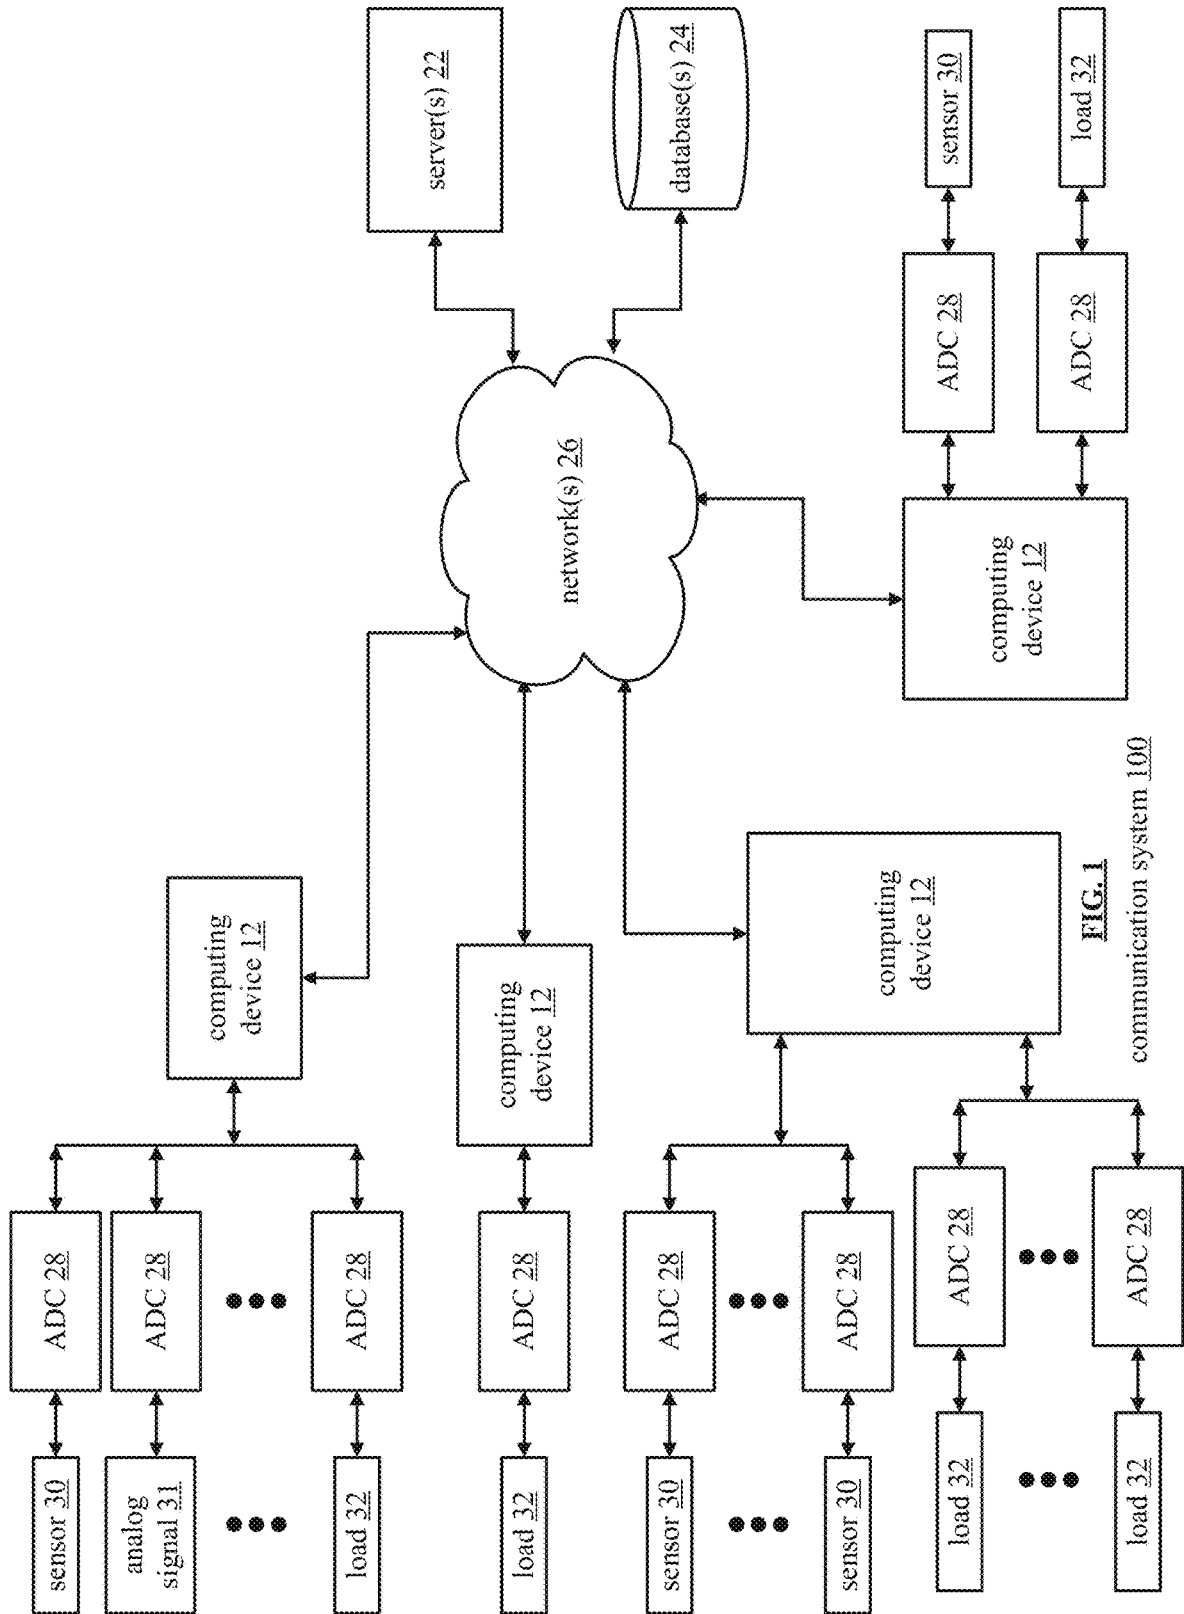 sensor 30
ADC 28
analog
signal 31
ADC 28
load 32
ADC 28
computing
device 12
load 32
ADC 28
computing
device 12
sensor 30
ADC 28
sensor 30
ADC 28
load 32
ADC 28
load 32
ADC 28
computing
device 12
network(s) 26
server(s) 22
database(s) 24
computing
device 12
ADC 28
sensor 30
ADC 28
load 32
FIG. 1
communication system 100